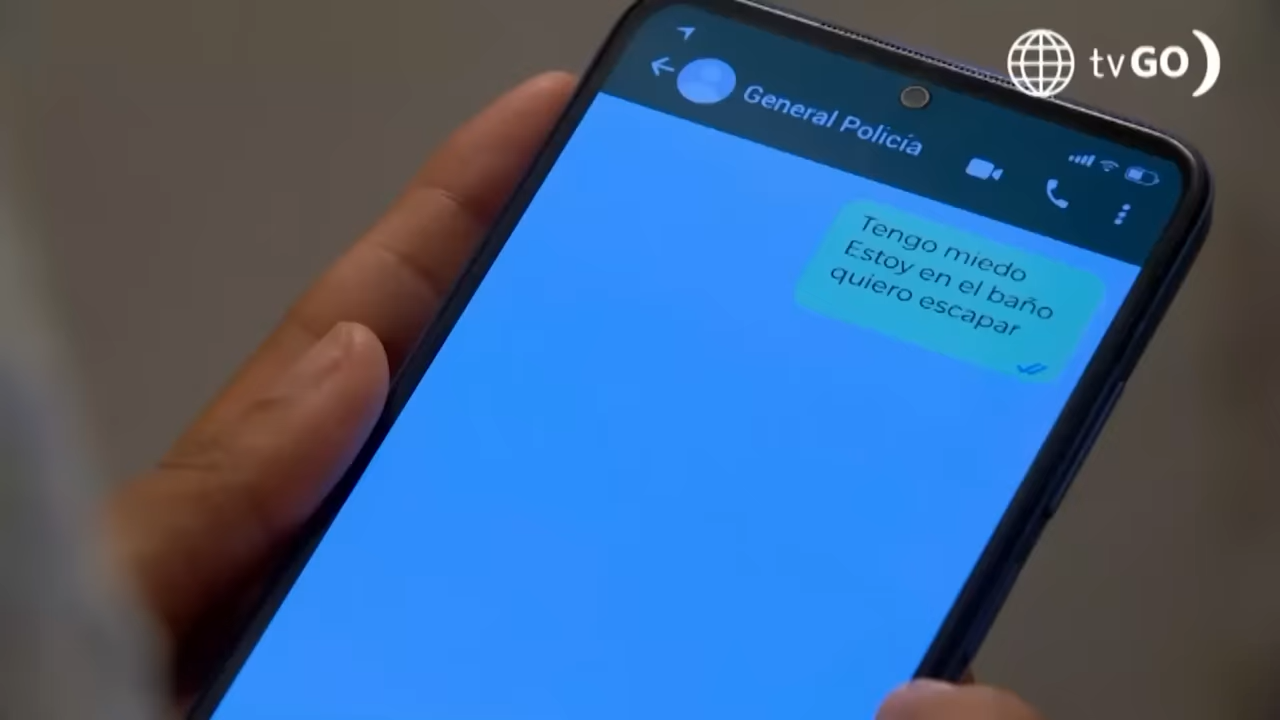 tvGO
General Policía
Tengo miedo
Estoy en el baño
quiero escapar